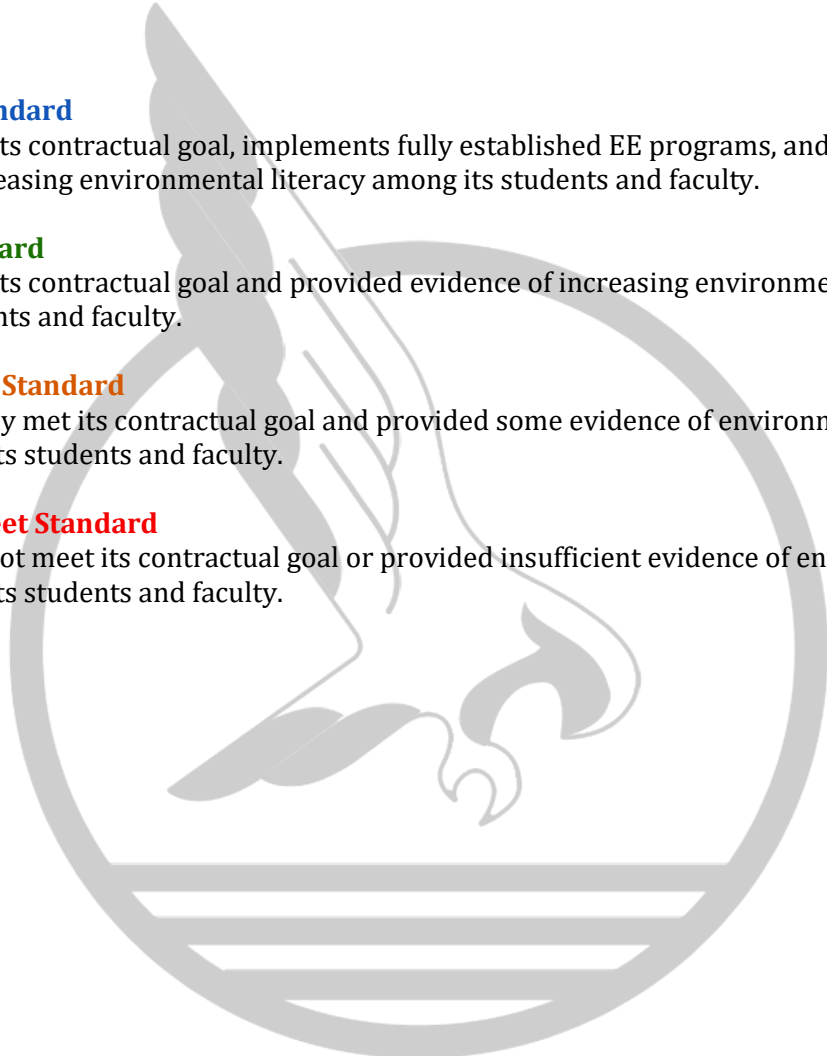 ndard
ts contractual goal, implements fully established EE programs, and
easing environmental literacy among its students and faculty.
ard
ts contractual goal and provided evidence of increasing environme
nts and faculty.
Standard
y met its contractual goal and provided some evidence of environn
ts students and faculty.
et Standard
ot meet its contractual goal or provided insufficient evidence of en
ts students and faculty.